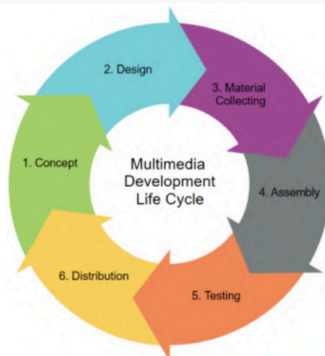 Multimedia
Development
Life Cycle
1. Concept
2. Design
3. Material
Collecting
4. Assembly
5. Testing
6. Distribution